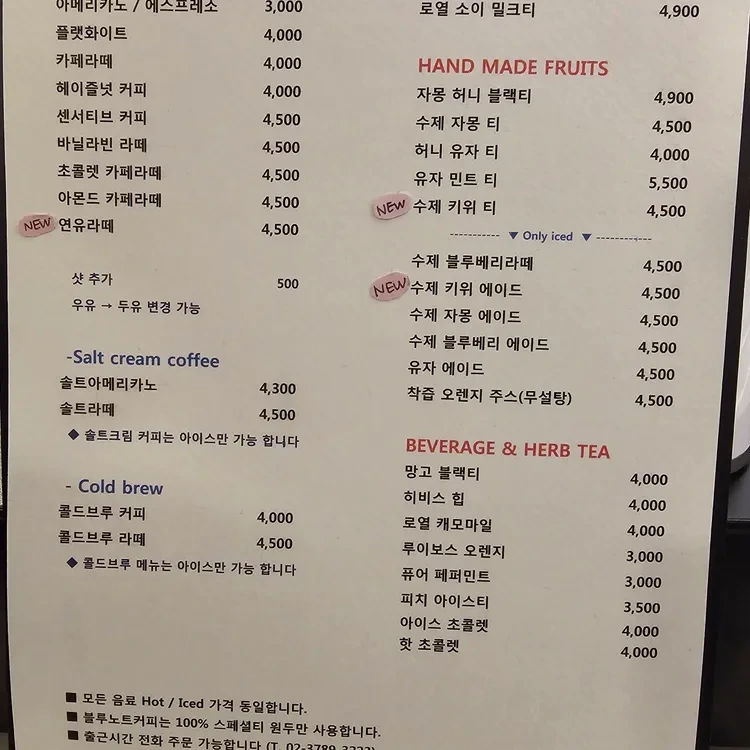 아메리카노 / 에스프레소 3,000
플랫화이트 4,000
카페라떼 4,000
헤이즐넛 커피 4,000
센서티브 커피 4,500
바닐라빈 라떼 4,500
초콜렛 카페라떼 4,500
아몬드 카페라떼 4,500
NEW 연유라떼 4,500
샷 추가 500
우유 → 두유 변경 가능
-Salt cream coffee
솔트아메리카노 4,300
솔트라떼 4,500
◆ 솔트크림 커피는 아이스만 가능 합니다
- Cold brew
콜드브루 커피 4,000
콜드브루 라떼 4,500
◆ 콜드브루 메뉴는 아이스만 가능 합니다
로열 소이 밀크티 4,900
HAND MADE FRUITS
자몽 허니 블랙티 4,900
수제 자몽 티 4,500
허니 유자 티 4,000
유자 민트 티 5,500
NEW 수제 키위 티 4,500
---------- ▼ Only iced ▼ -----------
수제 블루베리라떼 4,500
NEW 수제 키위 에이드 4,500
수제 자몽 에이드 4,500
수제 블루베리 에이드 4,500
유자 에이드 4,500
착즙 오렌지 주스(무설탕) 4,500
BEVERAGE & HERB TEA
망고 블랙티 4,000
히비스 힙 4,000
로열 캐모마일 4,000
루이보스 오렌지 3,000
퓨어 페퍼민트 3,000
피치 아이스티 3,500
아이스 초콜렛 4,000
핫 초콜렛 4,000
■ 모든 음료 Hot / Iced 가격 동일합니다.
■ 블루노트커피는 100% 스페셜티 원두만 사용합니다.
■ 출근시간 전화 주문 가능합니다 (T. 02-3789-3222)